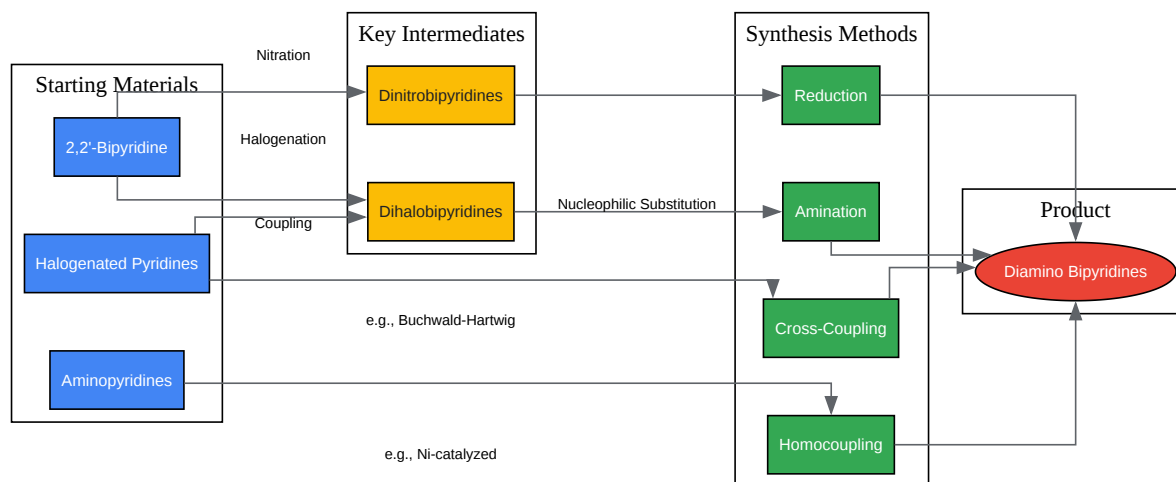 Starting Materials
2,2'-Bipyridine
Halogenated Pyridines
Aminopyridines
Nitration
Halogenation
Coupling
e.g., Buchwald-Hartwig
e.g., Ni-catalyzed
Key Intermediates
Dinitrobipyridines
Dihalobipyridines
Nucleophilic Substitution
Synthesis Methods
Reduction
Amination
Cross-Coupling
Homocoupling
Product
Diamino Bipyridines